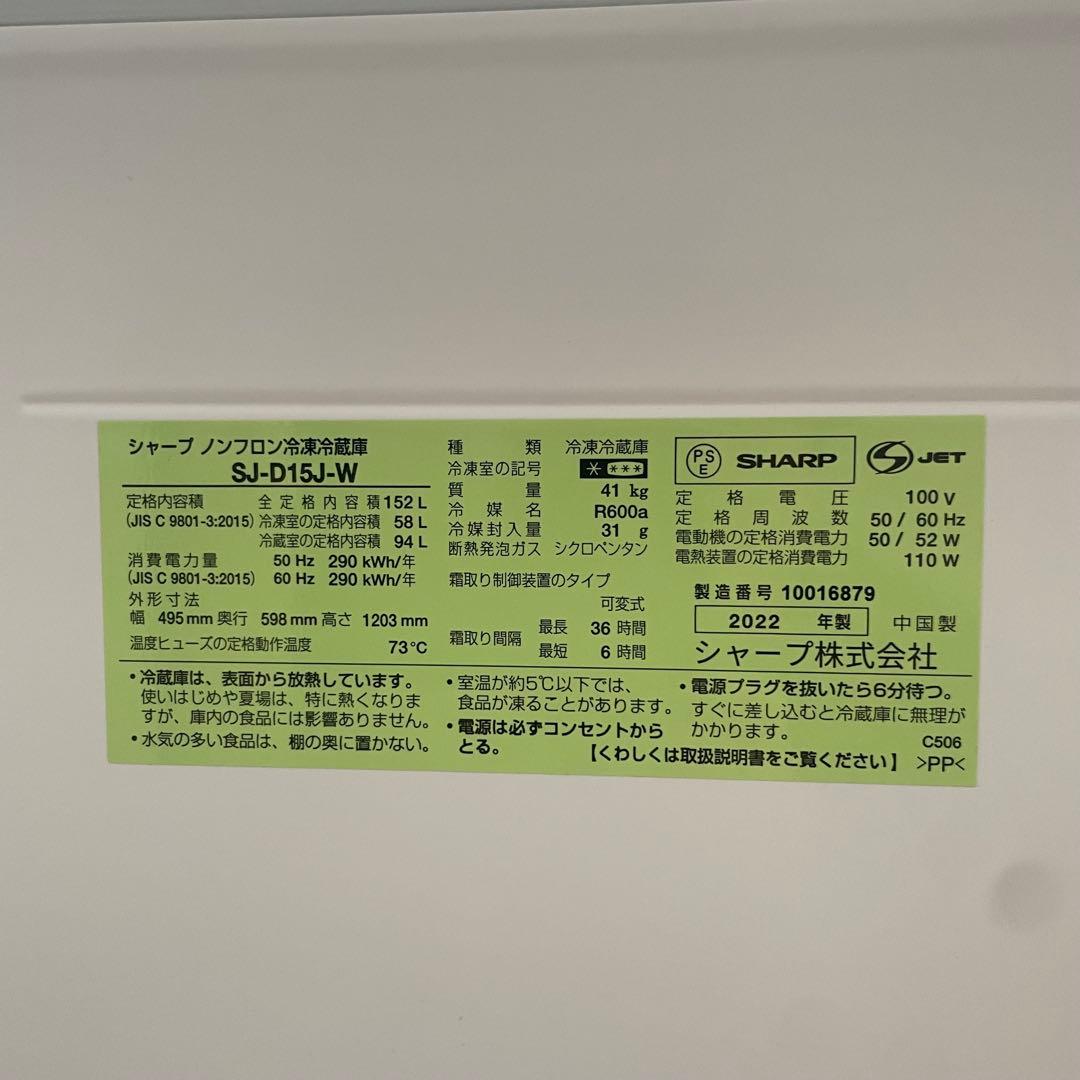 シャープ ノンフロン冷凍冷蔵庫
SJ-D15J-W
定格内容積 全定格内容積 152 L
(JIS C 9801-3:2015) 冷凍室の定格内容積 58 L
冷蔵室の定格内容積 94 L
消費電力量 50 Hz 290 kWh/年
(JIS C 9801-3:2015) 60 Hz 290 kWh/年
外形寸法
幅 495 mm 奥行 598 mm 高さ 1203 mm
温度ヒューズの定格動作温度 73℃
種類 冷凍冷蔵庫
冷凍室の記号 * ***
質量 41 kg
冷媒名 R600a
冷媒封入量 31 g
断熱発泡ガス シクロペンタン
霜取り制御装置のタイプ
可変式
霜取り間隔 最長 36 時間
最短 6 時間
PSE SHARP JET
定格電圧 100 V
定格周波数 50 / 60 Hz
電動機の定格消費電力 50 / 52 W
電熱装置の定格消費電力 110 W
製造番号 10016879
2022 年製 中国製
シャープ株式会社
・冷蔵庫は、表面から放熱しています。
使いはじめや夏場は、特に熱くなりま
すが、庫内の食品には影響ありません。
・水気の多い食品は、棚の奥に置かない。
・室温が約5℃以下では、
食品が凍ることがあります。
・電源は必ずコンセントから
とる。
・電源プラグを抜いたら6分待つ。
すぐに差し込むと冷蔵庫に無理が
かかります。
C506
【くわしくは取扱説明書をご覧ください】 >PP<